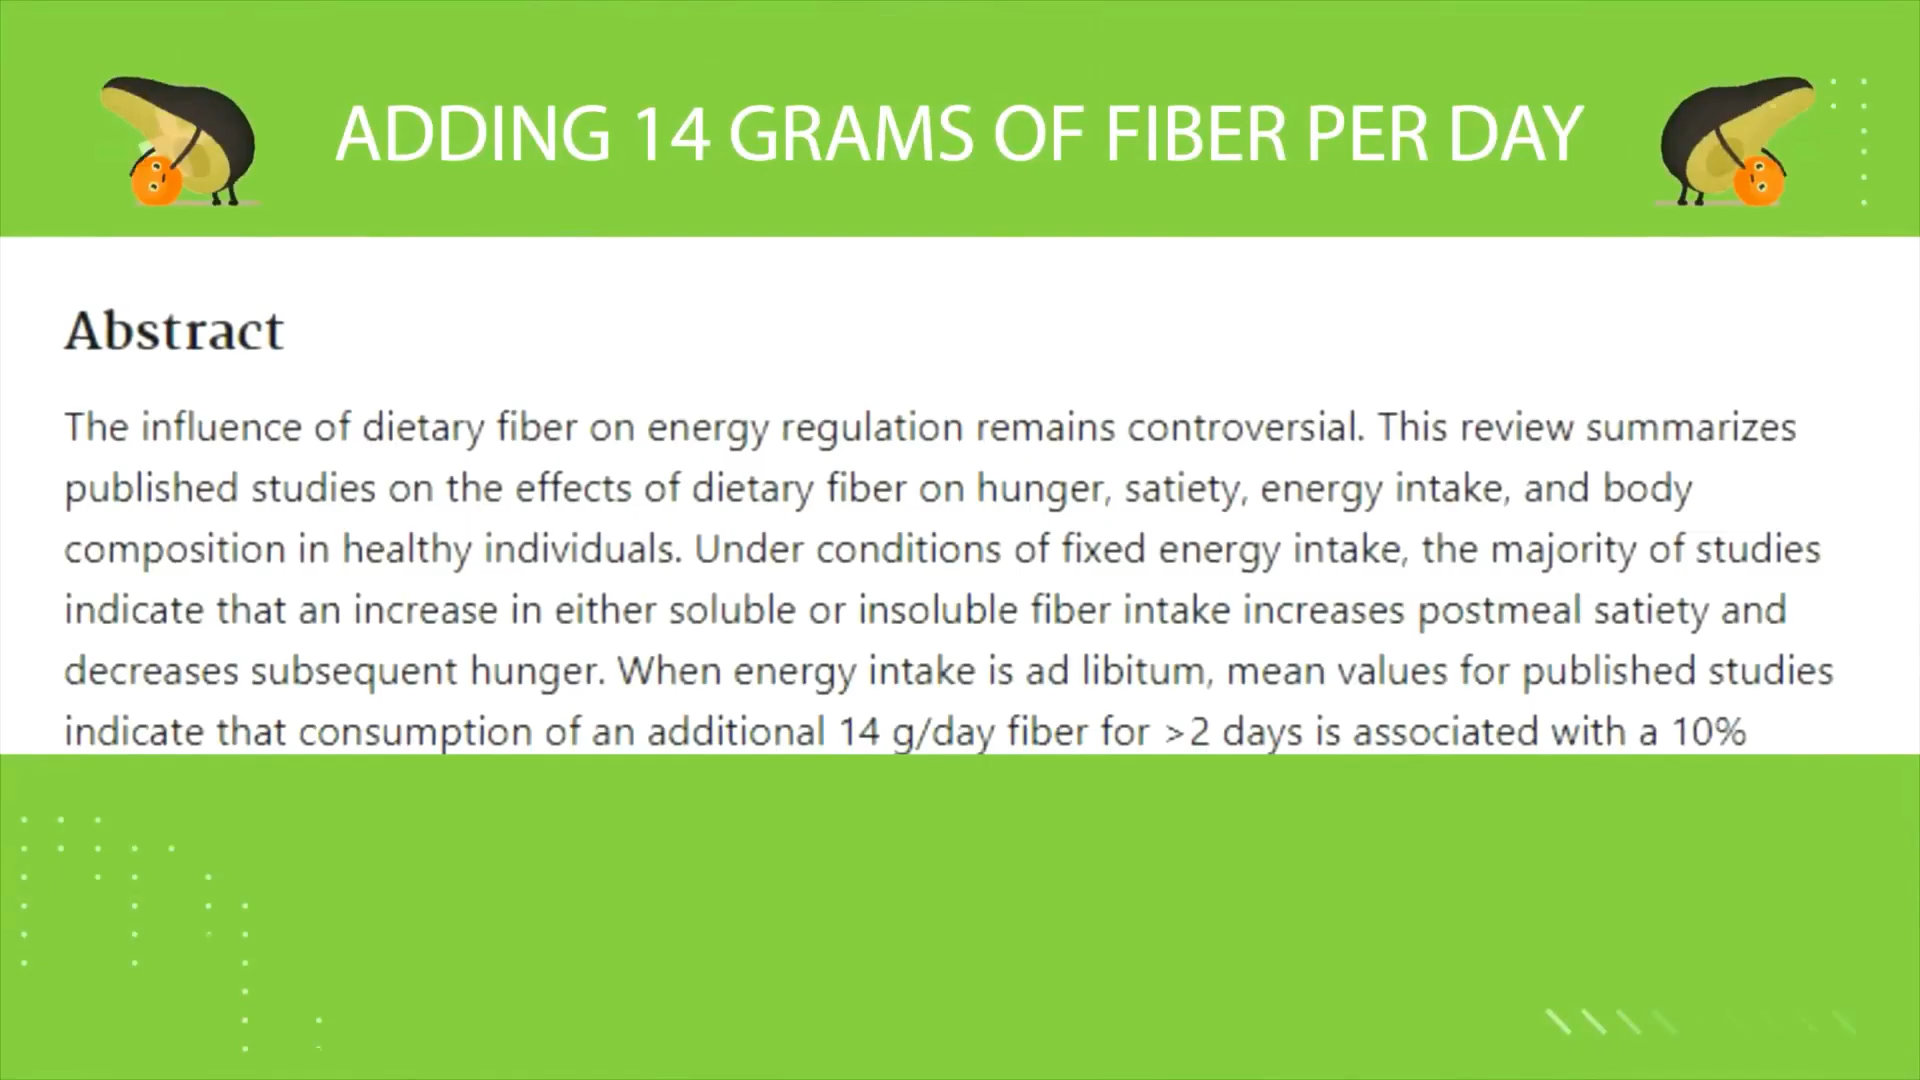 ADDING 14 GRAMS OF FIBER PER DAY
Abstract
The influence of dietary fiber on energy regulation remains controversial. This review summarizes
published studies on the effects of dietary fiber on hunger, satiety, energy intake, and body
composition in healthy individuals. Under conditions of fixed energy intake, the majority of studies
indicate that an increase in either soluble or insoluble fiber intake increases postmeal satiety and
decreases subsequent hunger. When energy intake is ad libitum, mean values for published studies
indicate that consumption of an additional 14 g/day fiber for >2 days is associated with a 10%